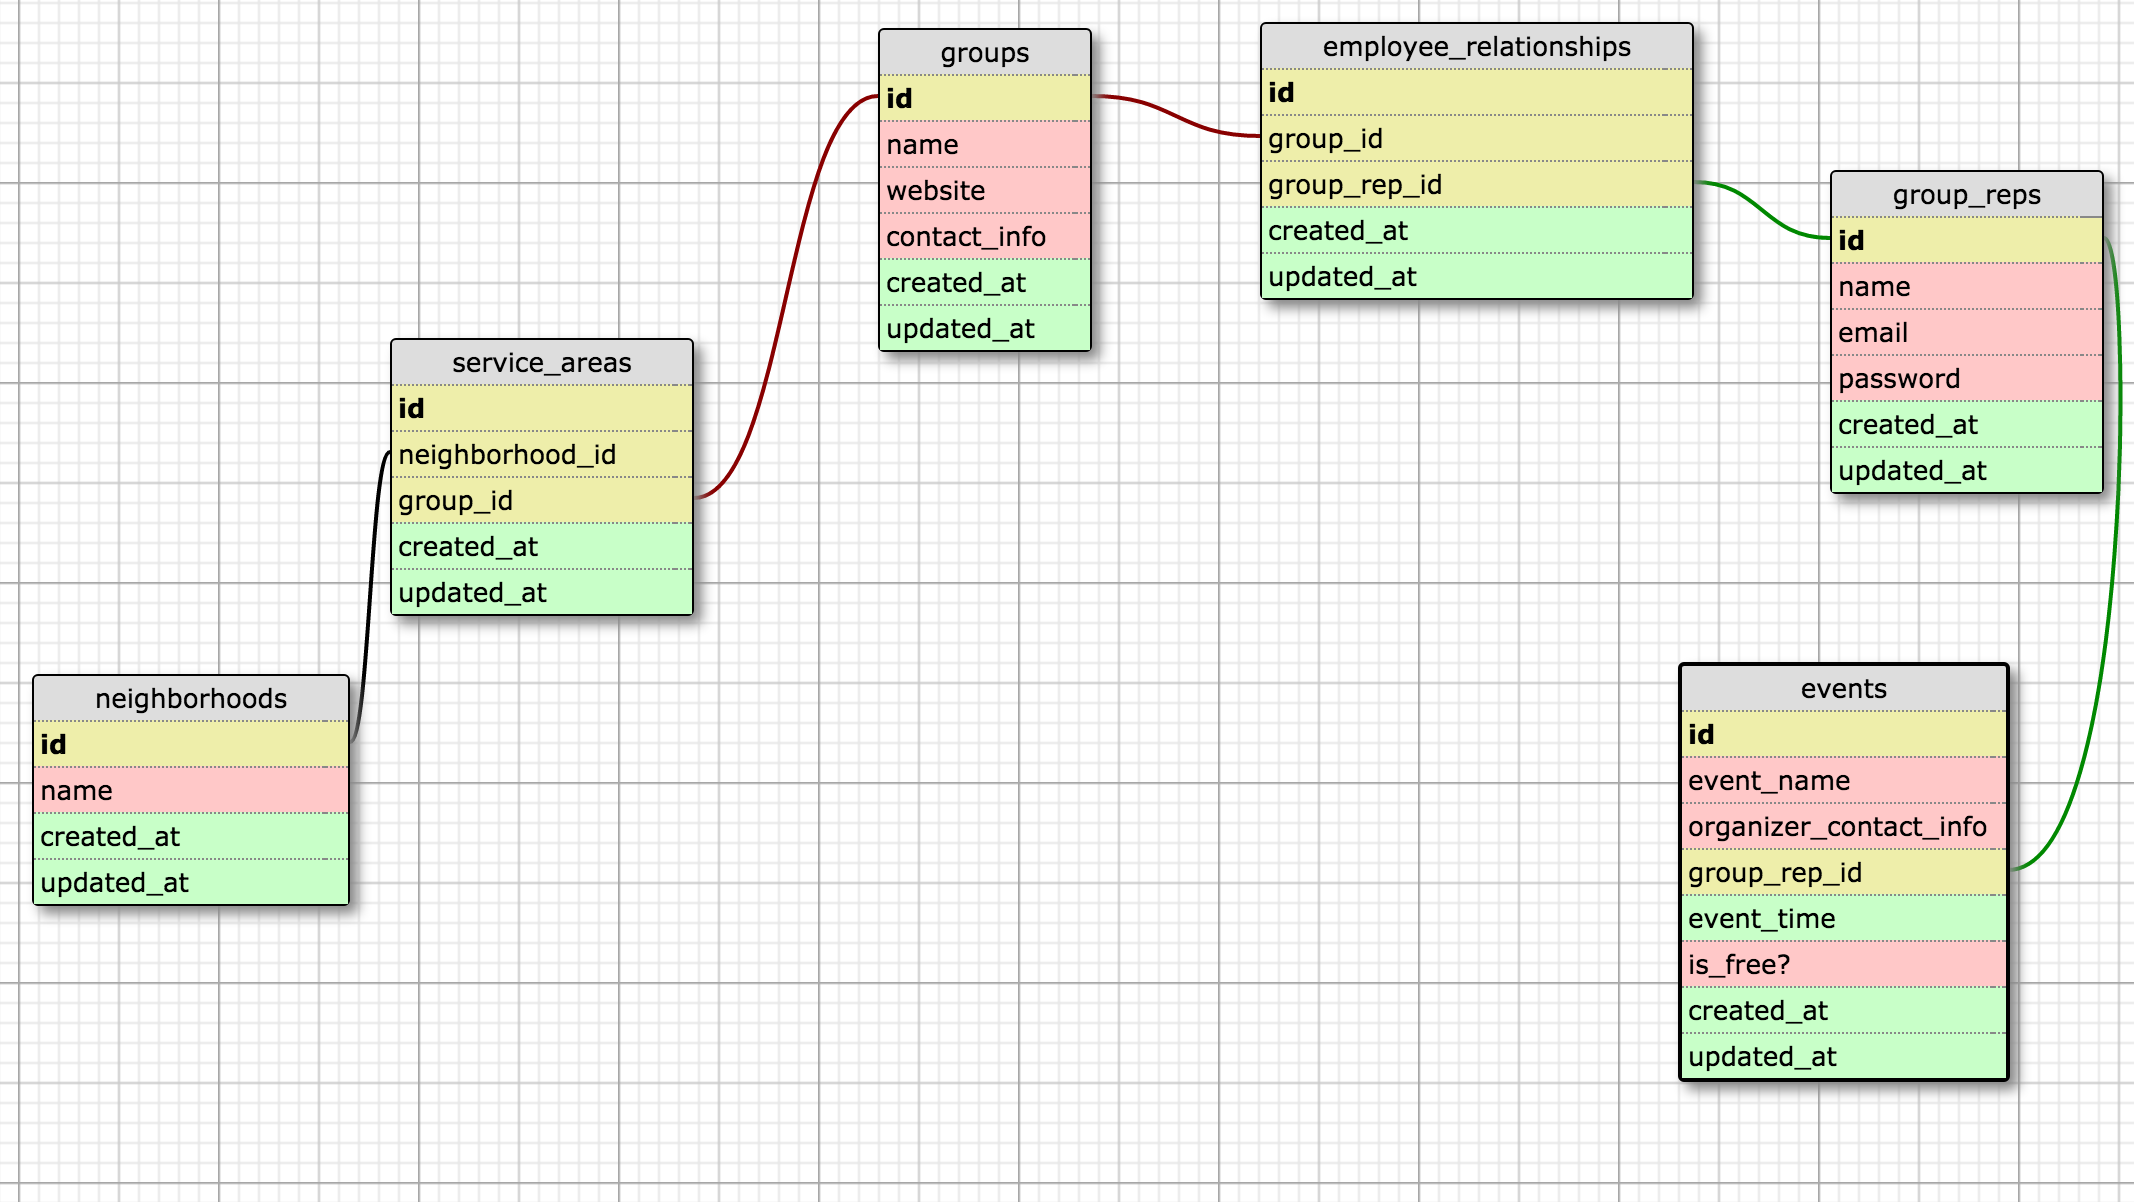 groups
id
name
website
contact_info
created_at
updated_at
employee_relationships
id
group_id
group_rep_id
created_at
updated_at
group_reps
id
name
email
password
created_at
updated_at
service_areas
id
neighborhood_id
group_id
created_at
updated_at
neighborhoods
id
name
created_at
updated_at
events
id
event_name
organizer_contact_info
group_rep_id
event_time
is_free?
created_at
updated_at